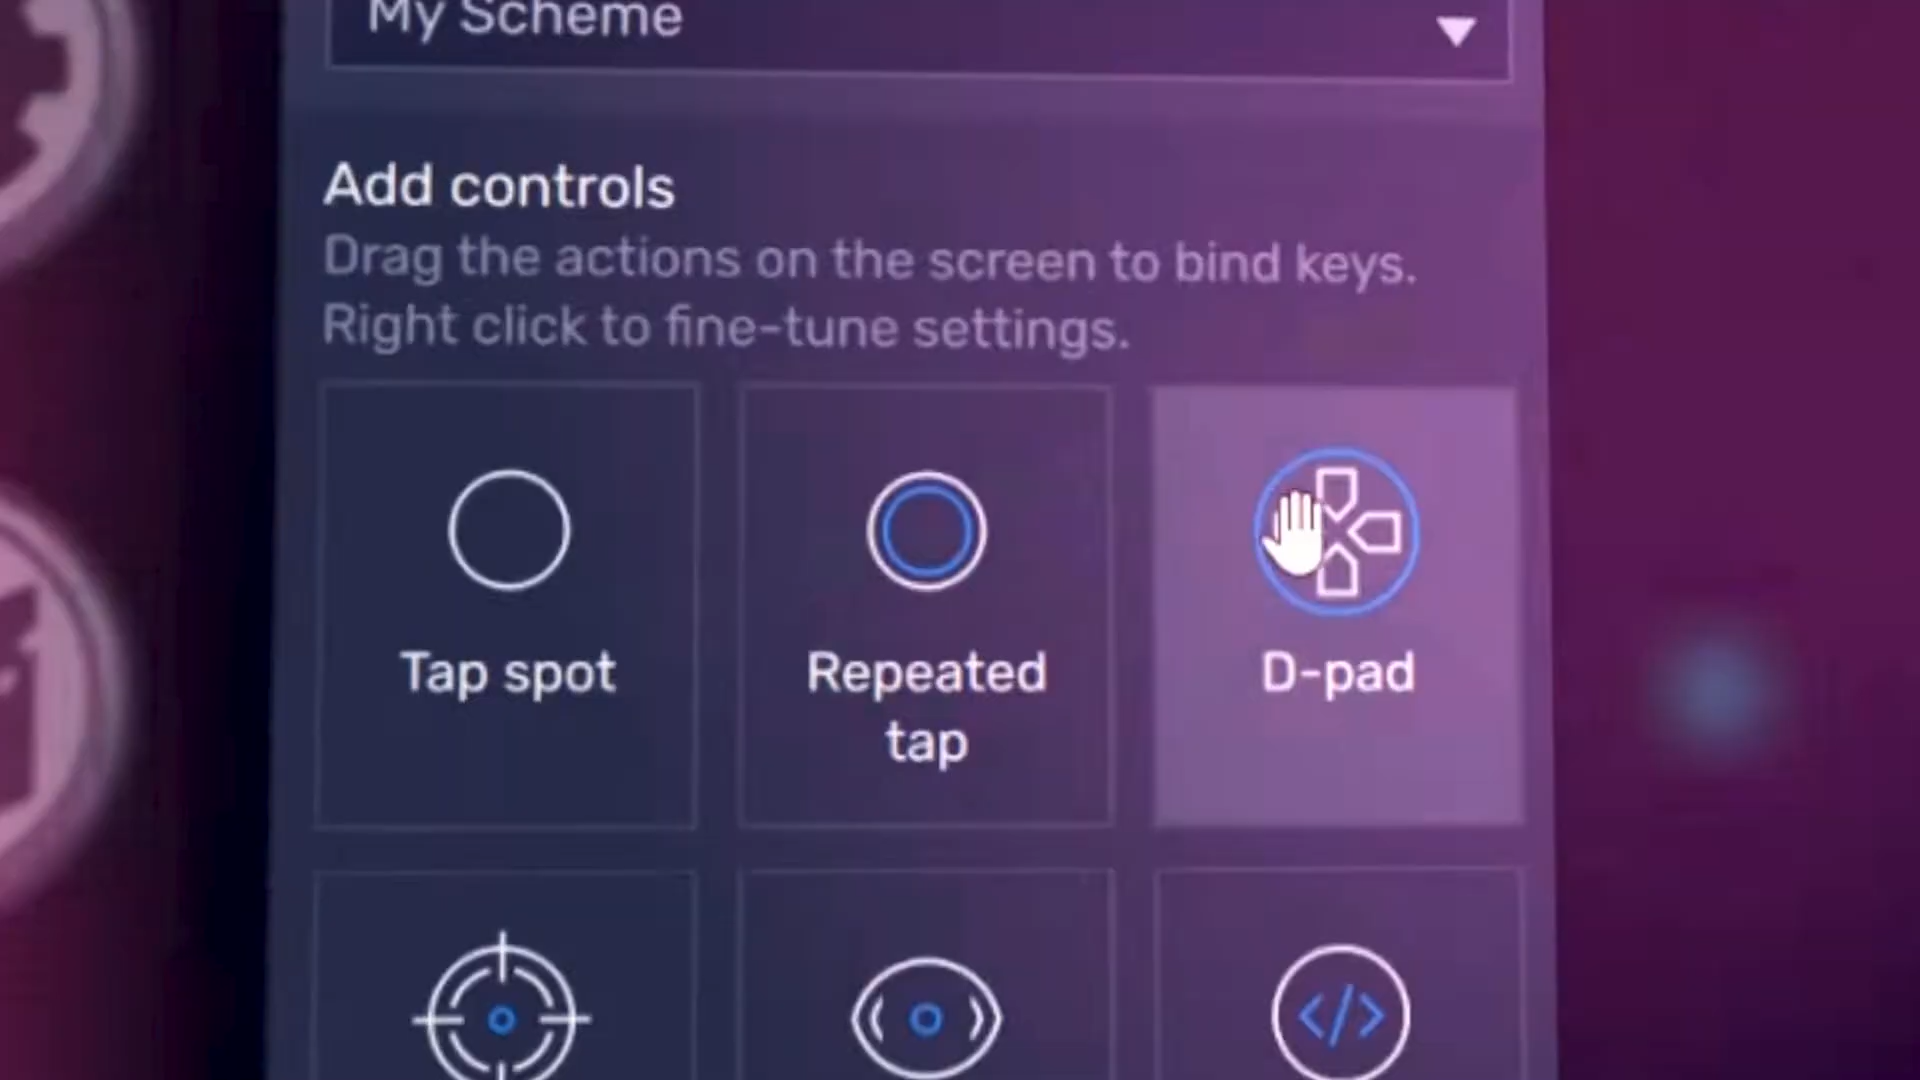 My Scheme
Add controls
Drag the actions on the screen to bind keys.
Right click to fine-tune settings.
Tap spot
Repeated
tap
D-pad
</>